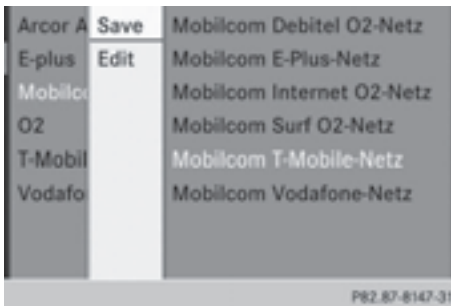 Arcor A Save Mobilcom Debitel O2-Netz
E-plus Edit Mobilcom E-Plus-Netz
Mobilc Mobilcom Internet O2-Netz
O2 Mobilcom Surf O2-Netz
T-Mobil Mobilcom T-Mobile-Netz
Vodafo Mobilcom Vodafone-Netz
P82.87-8147-31